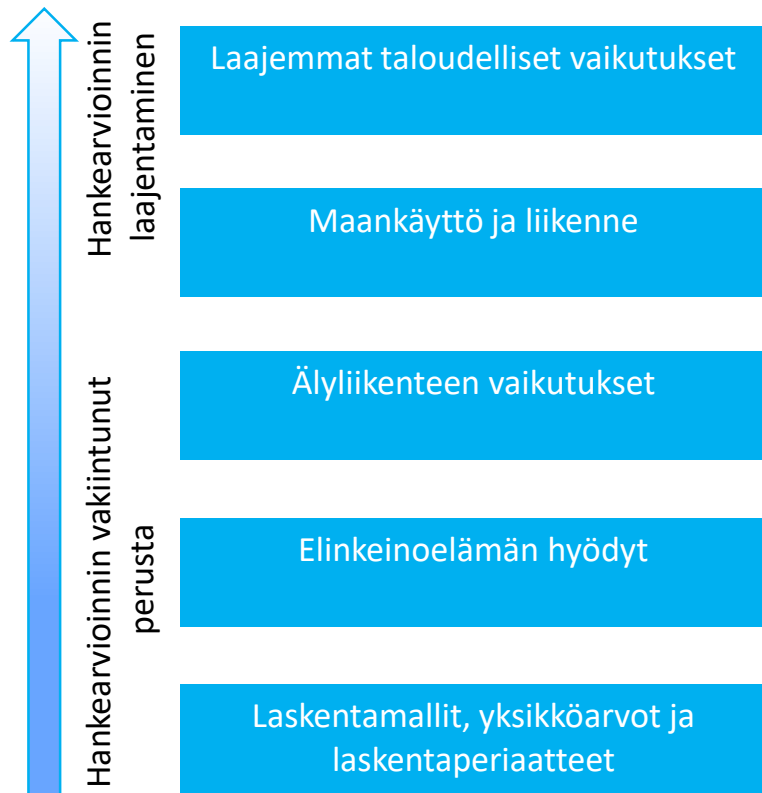 Hankearvioinnin
laajentaminen
Laajemmat taloudelliset vaikutukset
Maankäyttö ja liikenne
Hankearvioinnin vakiintunut
perusta
Älyliikenteen vaikutukset
Elinkeinoelämän hyödyt
Laskentamallit, yksikköarvot ja
laskentaperiaatteet